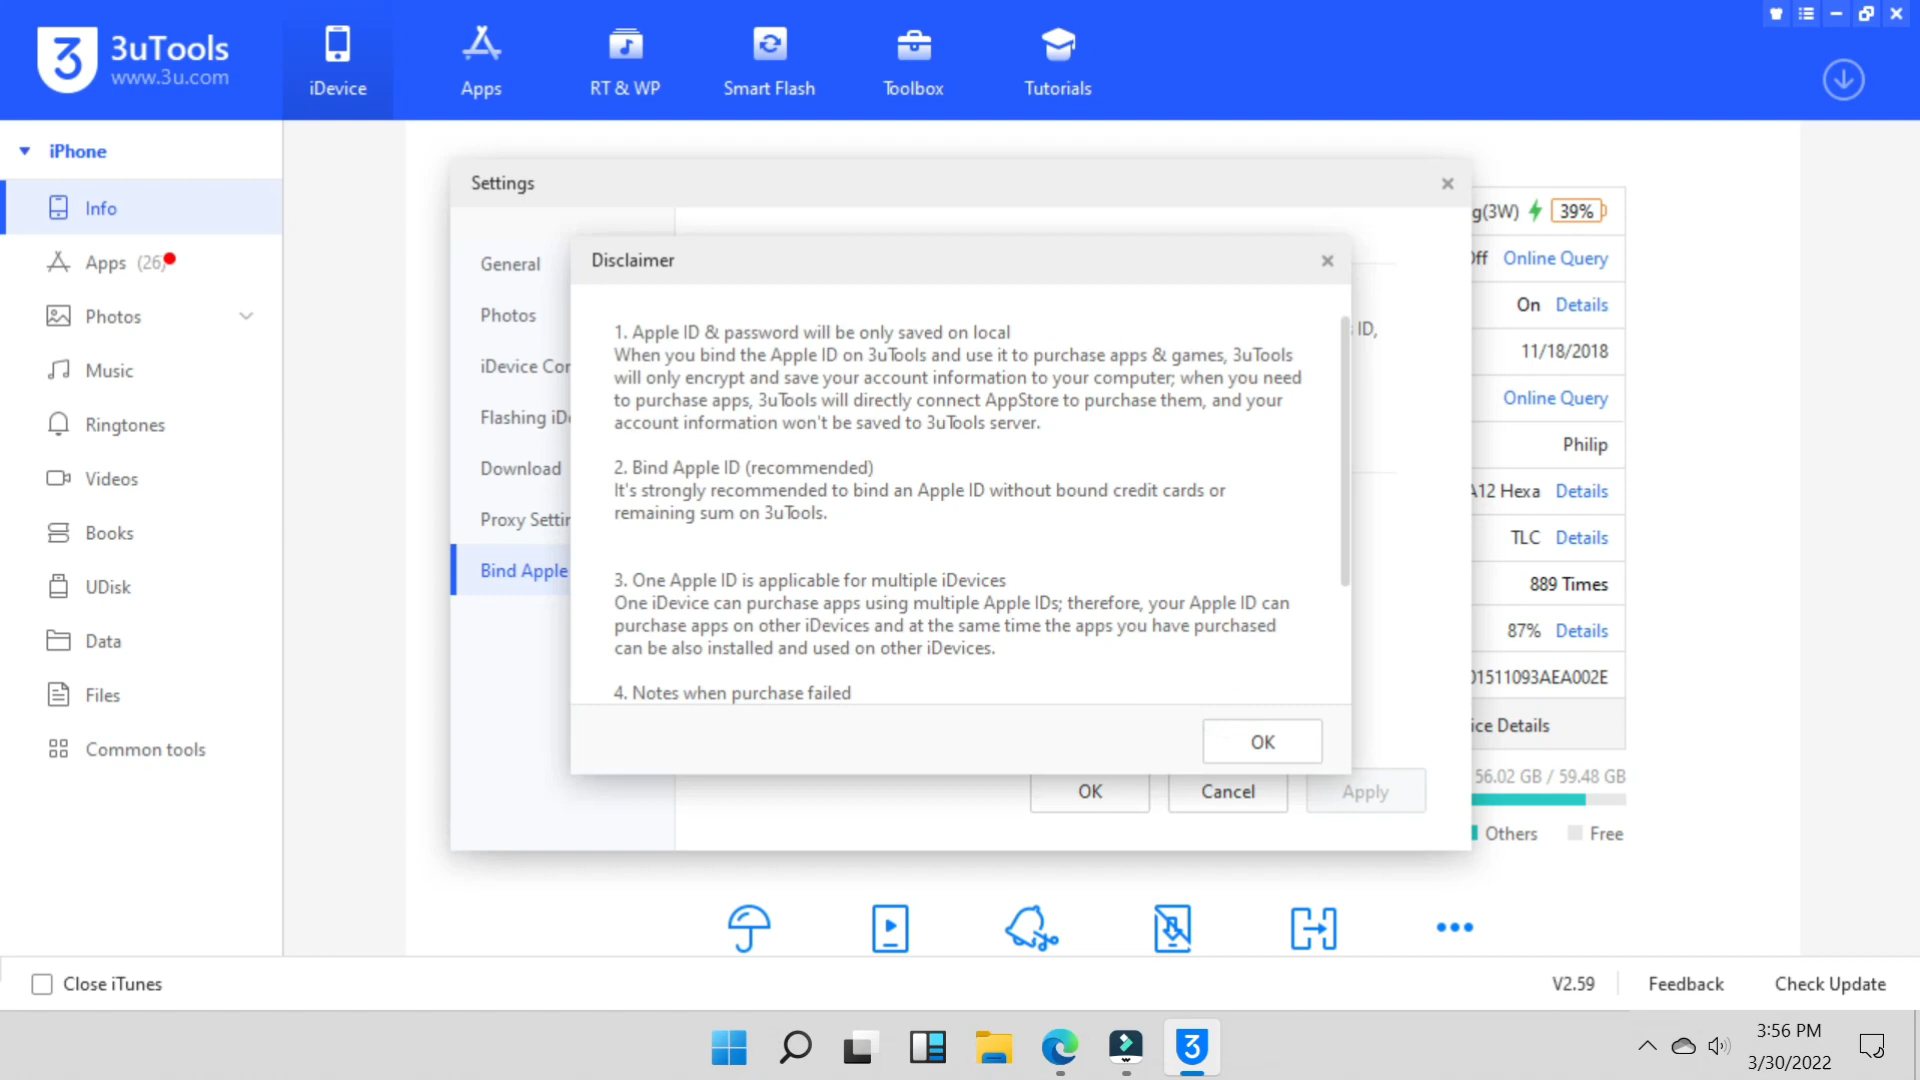 3uTools
www.3u.com
iDevice
Apps
RT & WP
Smart Flash
Toolbox
Tutorials
iPhone
Info
Apps (26)
Photos
Music
Ringtones
Videos
Books
UDisk
Data
Files
Common tools
Settings
General
Photos
iDevice Con
Flashing iDe
Download
Proxy Settin
Bind Apple
Disclaimer
1. Apple ID & password will be only saved on local
When you bind the Apple ID on 3uTools and use it to purchase apps & games, 3uTools
will only encrypt and save your account information to your computer; when you need
to purchase apps, 3uTools will directly connect AppStore to purchase them, and your
account information won't be saved to 3uTools server.
2. Bind Apple ID (recommended)
It's strongly recommended to bind an Apple ID without bound credit cards or
remaining sum on 3uTools.
3. One Apple ID is applicable for multiple iDevices
One iDevice can purchase apps using multiple Apple IDs; therefore, your Apple ID can
purchase apps on other iDevices and at the same time the apps you have purchased
can be also installed and used on other iDevices.
4. Notes when purchase failed
OK
ID,
OK
Cancel
Apply
g(3W) 39%
Off Online Query
On Details
11/18/2018
Online Query
Philip
A12 Hexa Details
TLC Details
889 Times
87% Details
01511093AEA002E
ice Details
56.02 GB / 59.48 GB
Others
Free
Close iTunes
V2.59
Feedback
Check Update
3:56 PM
3/30/2022